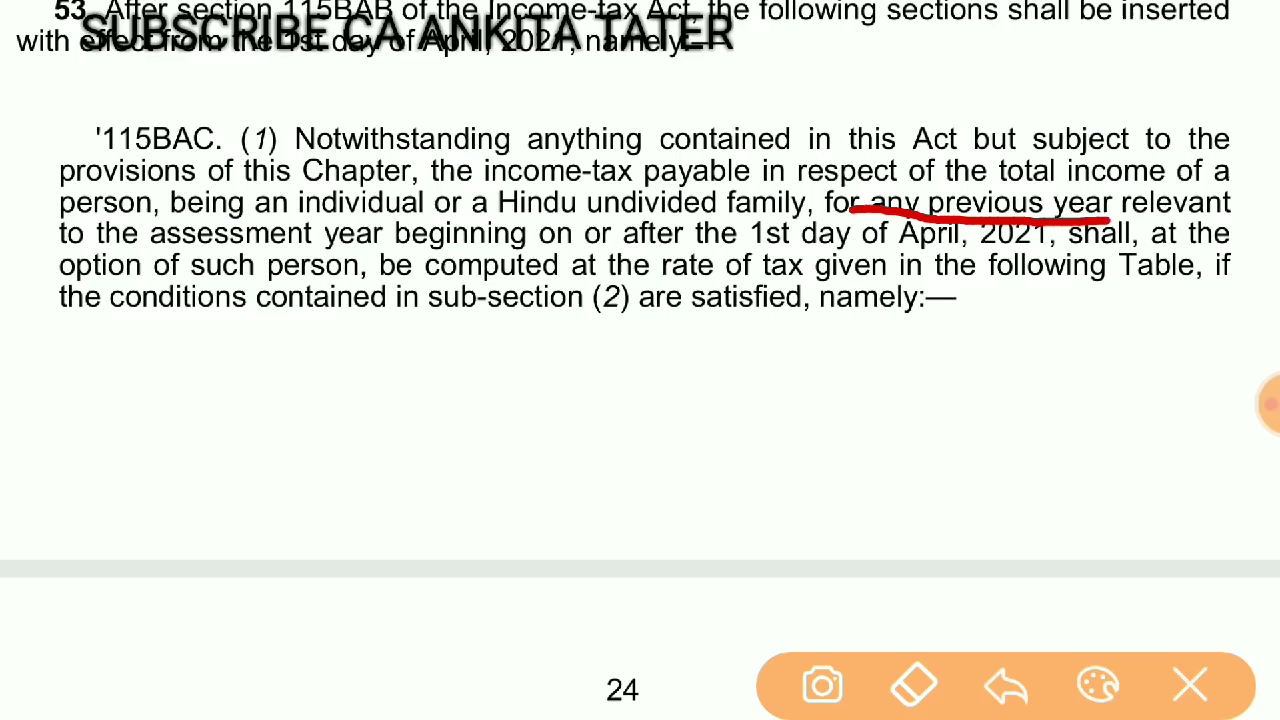 53. After section 115BAB of the Income-tax Act, the following sections shall be inserted
SUBSCRIBE CA ANKITA TATER
with effect from the 1st day of April, 2021, namely:—
'115BAC. (1) Notwithstanding anything contained in this Act but subject to the
provisions of this Chapter, the income-tax payable in respect of the total income of a
person, being an individual or a Hindu undivided family, for any previous year relevant
to the assessment year beginning on or after the 1st day of April, 2021, shall, at the
option of such person, be computed at the rate of tax given in the following Table, if
the conditions contained in sub-section (2) are satisfied, namely:—
24